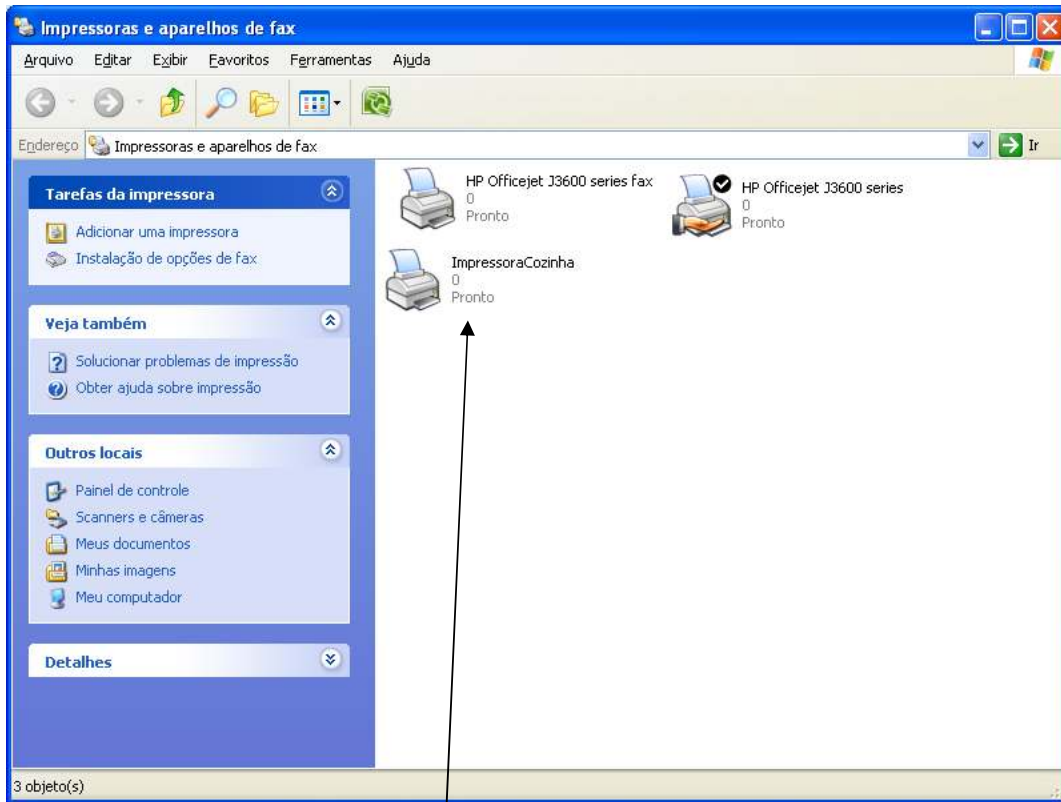 Impressoras e aparelhos de fax
Arquivo Editar Exibir Favoritos Ferramentas Ajuda
Endereço Impressoras e aparelhos de fax Ir
Tarefas da impressora
Adicionar uma impressora
Instalação de opções de fax
Veja também
Solucionar problemas de impressão
Obter ajuda sobre impressão
Outros locais
Painel de controle
Scanners e câmeras
Meus documentos
Minhas imagens
Meu computador
Detalhes
HP Officejet J3600 series fax
0
Pronto
HP Officejet J3600 series
0
Pronto
ImpressoraCozinha
0
Pronto
3 objeto(s)